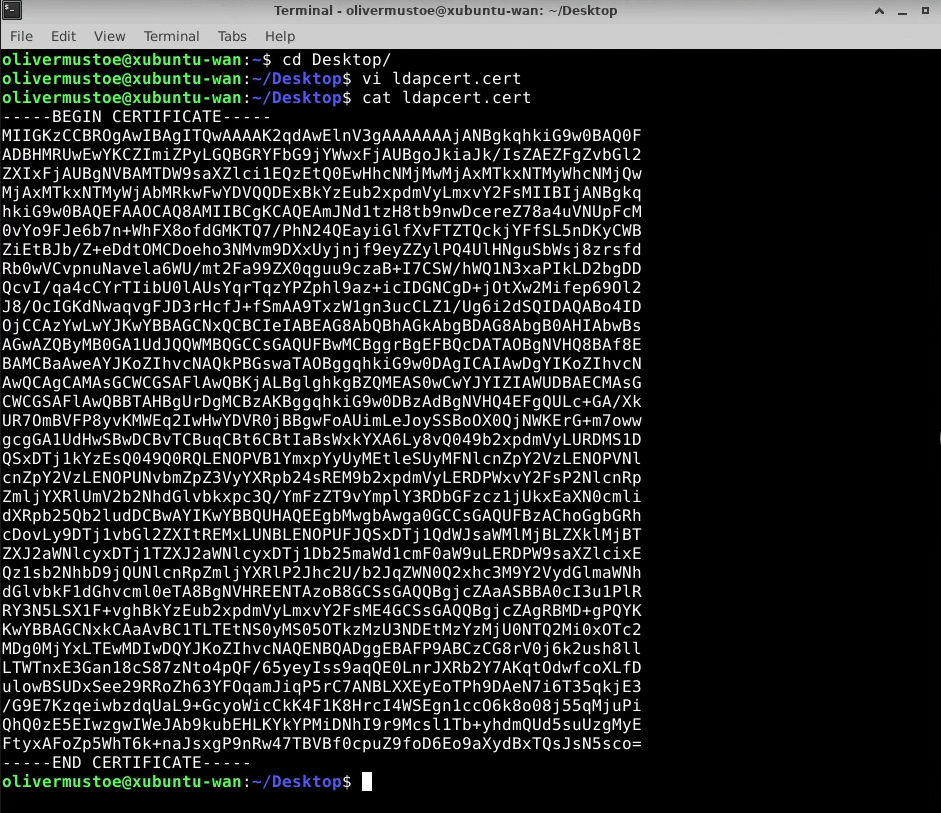 Terminal - olivermustoe@xubuntu-wan: ~/Desktop
File Edit View Terminal Tabs Help
olivermustoe@xubuntu-wan:~$ cd Desktop/
olivermustoe@xubuntu-wan:~/Desktop$ vi ldapcert.cert
olivermustoe@xubuntu-wan:~/Desktop$ cat ldapcert.cert
-----BEGIN CERTIFICATE-----
MIIGKzCCBROgAwIBAgITQwAAAAK2qdAwElnV3gAAAAAAAjANBgkqhkiG9w0BAQ0F
ADBHMRUwEwYKCZImiZPyLGQBGRYFbG9jYWwxFjAUBgoJkiaJk/IsZAEZFgZvbGl2
ZXIxFjAUBgNVBAMTDW9saXZlci1EQzEtQ0EwHhcNMjMwMjAxMTkxNTMyWhcNMjQw
MjAxMTkxNTMyWjAbMRkwFwYDVQQDExBkYzEub2xpdmVyLmxvY2FsMIIBIjANBgkq
hkiG9w0BAQEFAAOCAQ8AMIIBCgKCAQEAmJNd1tzH8tb9nwDcereZ78a4uVNUpFcM
0vYo9FJe6b7n+WhFX8ofdGMKTQ7/PhN24QEayiGlfXvFTZTQckjYFfSL5nDKyCWB
ZiEtBJb/Z+eDdtOMCDoeho3NMvm9DXxUyjnjf9eyZZylPQ4UlHNguSbWsj8zrsfd
Rb0wVCvpnuNavela6WU/mt2Fa99ZX0qguu9czaB+I7CSW/hWQ1N3xaPIkLD2bgDD
QcvI/qa4cCYrTIibU0lAUsYqrTqzYPZphl9az+icIDGNCgD+jOtXw2Mifep69Ol2
J8/OcIGKdNwaqvgFJD3rHcfJ+fSmAA9TxzW1gn3ucCLZ1/Ug6i2dSQIDAQABo4ID
OjCCAzYwLwYJKwYBBAGCNxQCBCIeIABEAG8AbQBhAGkAbgBDAG8AbgB0AHIAbwBs
AGwAZQByMB0GA1UdJQQWMBQGCCsGAQUFBwMCBggrBgEFBQcDATAOBgNVHQ8BAf8E
BAMCBaAweAYJKoZIhvcNAQkPBGswaTAOBggqhkiG9w0DAgICAIAwDgYIKoZIhvcN
AwQCAgCAMAsGCWCGSAFlAwQBKjALBglghkgBZQMEAS0wCwYJYIZIAWUDBAECMAsG
CWCGSAFlAwQBBTAHBgUrDgMCBzAKBggqhkiG9w0DBzAdBgNVHQ4EFgQULc+GA/Xk
UR7OmBVFP8yvKMWEq2IwHwYDVR0jBBgwFoAUimLeJoySSBoOX0QjNWKErG+m7oww
gcgGA1UdHwSBwDCBvTCBuqCBt6CBtIaBsWxkYXA6Ly8vQ049b2xpdmVyLURDMS1D
QSxDTj1kYzEsQ049Q0RQLENOPVB1YmxpYyUyMEtleSUyMFNlcnZpY2VzLENOPVNl
cnZpY2VzLENOPUNvbmZpZ3VyYXRpb24sREM9b2xpdmVyLERDPWxvY2FsP2NlcnRp
ZmljYXRlUmV2b2NhdGlvbkxpc3Q/YmFzZT9vYmplY3RDbGFzcz1jUkxEaXN0cmli
dXRpb25Qb2ludDCBwAYIKwYBBQUHAQEEgbMwgbAwga0GCCsGAQUFBzAChoGgbGRh
cDovLy9DTj1vbGl2ZXItREMxLUNBLENOPUFJQSxDTj1QdWJsaWMlMjBLZXklMjBT
ZXJ2aWNlcyxDTj1TZXJ2aWNlcyxDTj1Db25maWd1cmF0aW9uLERDPW9saXZlcixE
Qz1sb2NhbD9jQUNlcnRpZmljYXRlP2Jhc2U/b2JqZWN0Q2xhc3M9Y2VydGlmaWNh
dGlvbkF1dGhvcml0eTA8BgNVHREENTAzoB8GCSsGAQQBgjcZAaASBBA0cI3u1PlR
RY3N5LSX1F+vghBkYzEub2xpdmVyLmxvY2FsME4GCSsGAQQBgjcZAgRBMD+gPQYK
KwYBBAGCNxkCAaAvBC1TLTEtNS0yMS05OTkzMzU3NDEtMzYzMjU0NTQ2Mi0xOTc2
MDg0MjYxLTEwMDIwDQYJKoZIhvcNAQENBQADggEBAFP9ABCzCG8rV0j6k2ush8ll
LTWTnxE3Gan18cS87zNto4pQF/65yeyIss9aqQE0LnrJXRb2Y7AKqtOdwfcoXLfD
ulowBSUDxSee29RRoZh63YFOqamJiqP5rC7ANBLXXEyEoTPh9DAeN7i6T35qkjE3
/G9E7KzqeiwbzdqUaL9+GcyoWicCkK4F1K8HrcI4WSEgn1ccO6k8o08j55qMjuPi
QhQ0zE5EIwzgwIWeJAb9kubEHLKYkYPMiDNhI9r9Mcsl1Tb+yhdmQUd5suUzgMyE
FtyxAFoZp5WhT6k+naJsxgP9nRw47TBVBf0cpuZ9foD6Eo9aXydBxTQsJsN5sco=
-----END CERTIFICATE-----
olivermustoe@xubuntu-wan:~/Desktop$